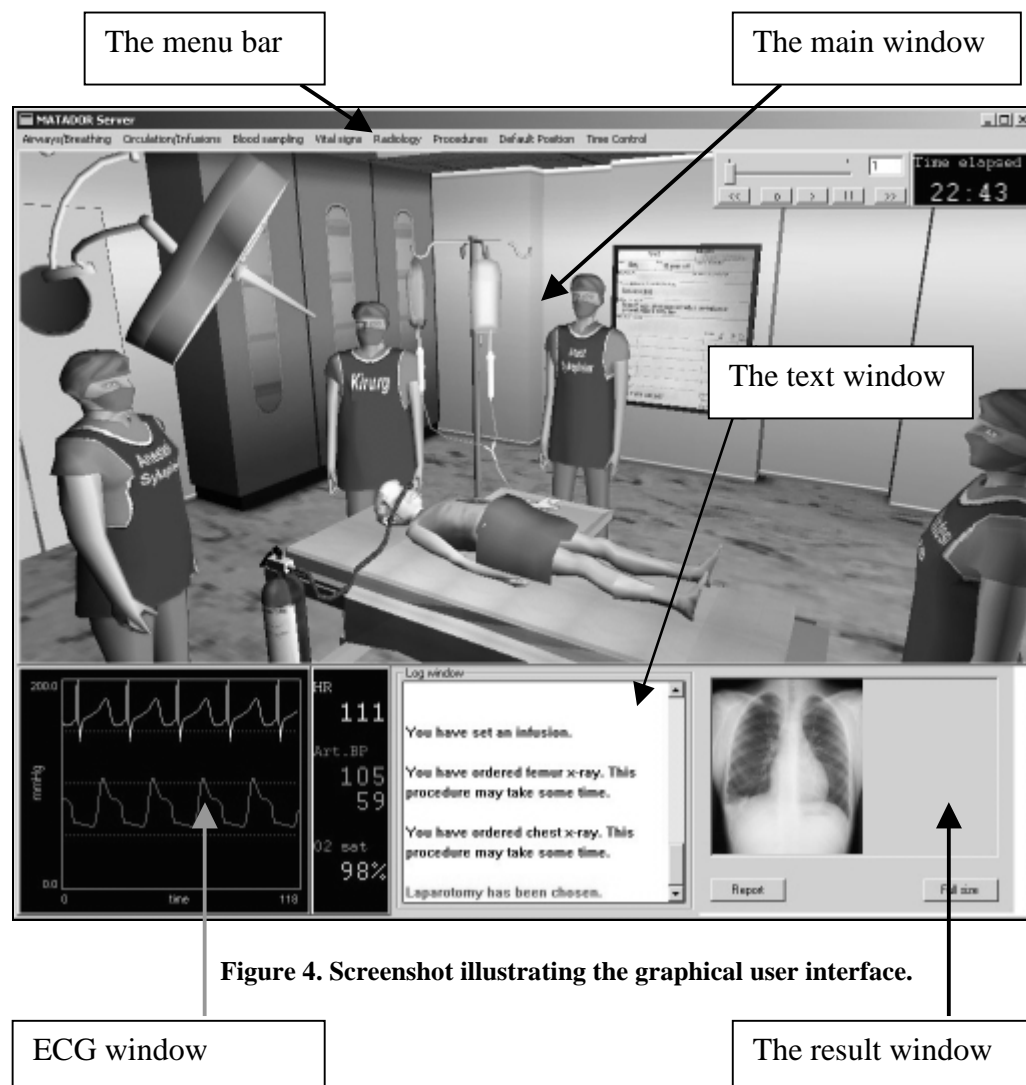 The menu bar
The main window
MATADOR Server
Airways/Breathing Circulation/Infusions Blood sampling Vital signs Radiology Procedures Default Position Time Control
1
Time elapsed
<< o > || >>
22:43
Kirurg
The text window
Log window
200.0
mmHg
0.0
0 time 118
HR
111
Art.BP
105
59
O2 sat
98%
You have set an infusion.
You have ordered femur x-ray. This
procedure may take some time.
You have ordered chest x-ray. This
procedure may take some time.
Laparotomy has been chosen.
Report
Full size
Figure 4. Screenshot illustrating the graphical user interface.
ECG window
The result window